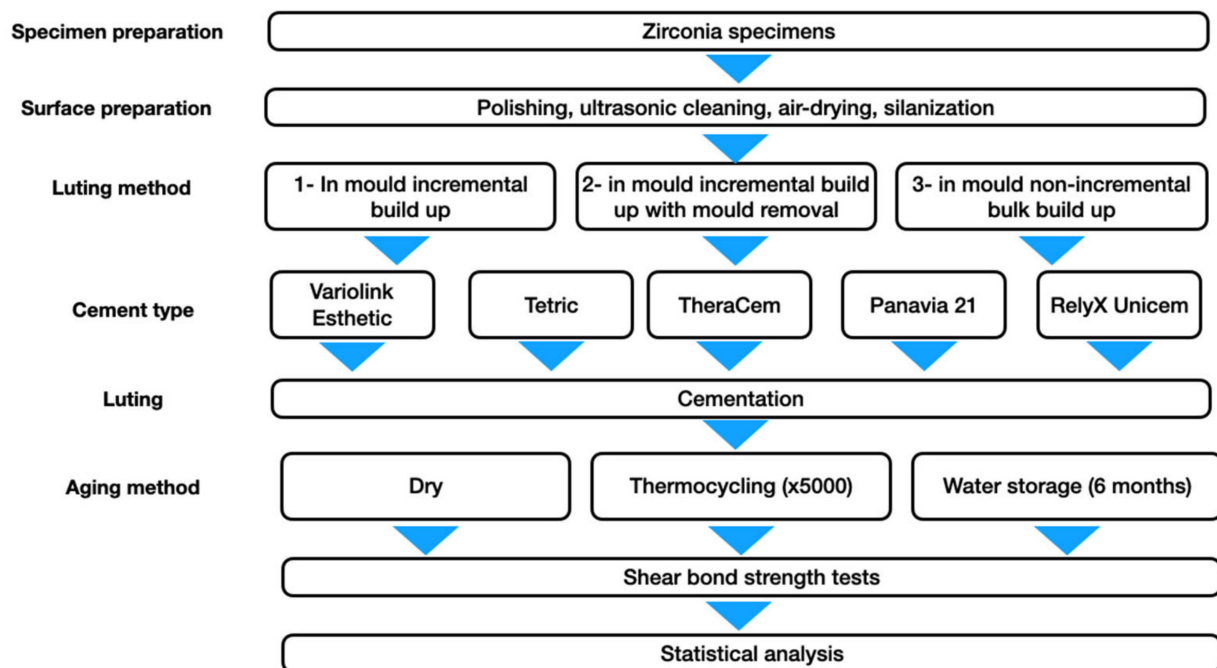 Specimen preparation
Zirconia specimens
Surface preparation
Polishing, ultrasonic cleaning, air-drying, silanization
Luting method
1- In mould incremental
build up
2- in mould incremental build
up with mould removal
3- in mould non-incremental
bulk build up
Cement type
Variolink
Esthetic
Tetric
TheraCem
Panavia 21
RelyX Unicem
Luting
Cementation
Aging method
Dry
Thermocycling (x5000)
Water storage (6 months)
Shear bond strength tests
Statistical analysis